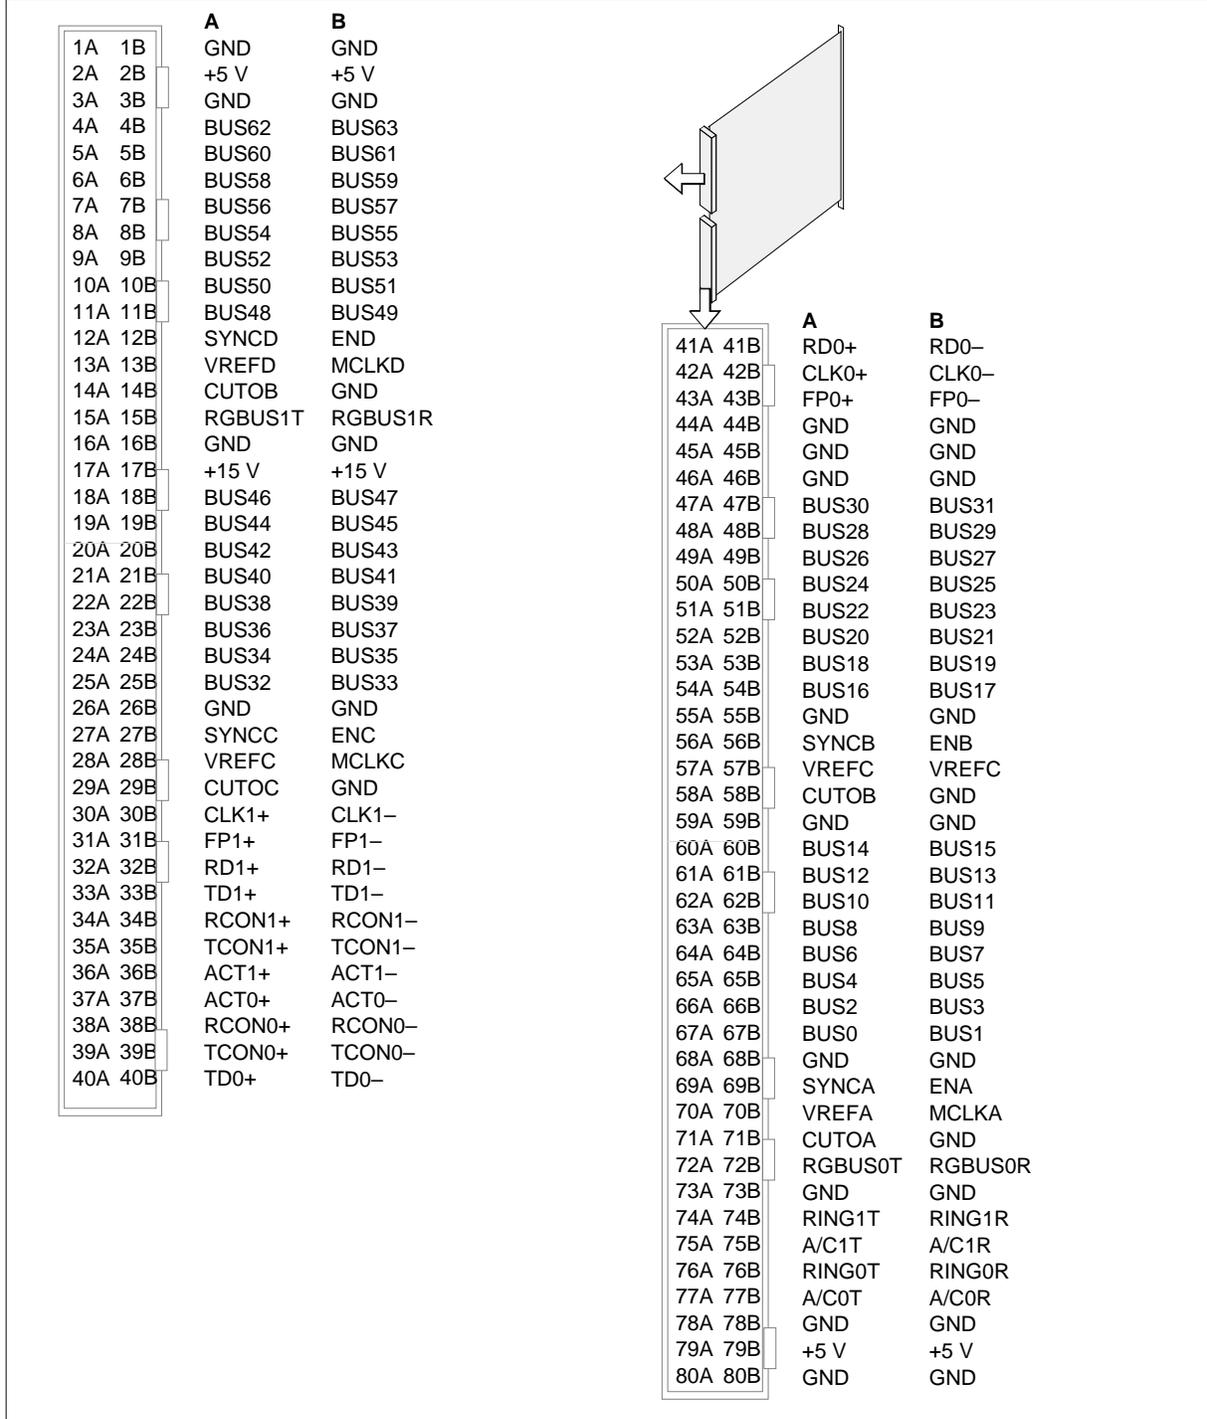 A B
1A 1B GND GND
2A 2B +5 V +5 V
3A 3B GND GND
4A 4B BUS62 BUS63
5A 5B BUS60 BUS61
6A 6B BUS58 BUS59
7A 7B BUS56 BUS57
8A 8B BUS54 BUS55
9A 9B BUS52 BUS53
10A 10B BUS50 BUS51
11A 11B BUS48 BUS49
12A 12B SYNCD END
13A 13B VREFD MCLKD
14A 14B CUTOB GND
15A 15B RGBUS1T RGBUS1R
16A 16B GND GND
17A 17B +15 V +15 V
18A 18B BUS46 BUS47
19A 19B BUS44 BUS45
20A 20B BUS42 BUS43
21A 21B BUS40 BUS41
22A 22B BUS38 BUS39
23A 23B BUS36 BUS37
24A 24B BUS34 BUS35
25A 25B BUS32 BUS33
26A 26B GND GND
27A 27B SYNCC ENC
28A 28B VREFC MCLKC
29A 29B CUTOC GND
30A 30B CLK1+ CLK1–
31A 31B FP1+ FP1–
32A 32B RD1+ RD1–
33A 33B TD1+ TD1–
34A 34B RCON1+ RCON1–
35A 35B TCON1+ TCON1–
36A 36B ACT1+ ACT1–
37A 37B ACT0+ ACT0–
38A 38B RCON0+ RCON0–
39A 39B TCON0+ TCON0–
40A 40B TD0+ TD0–
A B
41A 41B RD0+ RD0–
42A 42B CLK0+ CLK0–
43A 43B FP0+ FP0–
44A 44B GND GND
45A 45B GND GND
46A 46B GND GND
47A 47B BUS30 BUS31
48A 48B BUS28 BUS29
49A 49B BUS26 BUS27
50A 50B BUS24 BUS25
51A 51B BUS22 BUS23
52A 52B BUS20 BUS21
53A 53B BUS18 BUS19
54A 54B BUS16 BUS17
55A 55B GND GND
56A 56B SYNCB ENB
57A 57B VREFC VREFC
58A 58B CUTOB GND
59A 59B GND GND
60A 60B BUS14 BUS15
61A 61B BUS12 BUS13
62A 62B BUS10 BUS11
63A 63B BUS8 BUS9
64A 64B BUS6 BUS7
65A 65B BUS4 BUS5
66A 66B BUS2 BUS3
67A 67B BUS0 BUS1
68A 68B GND GND
69A 69B SYNCA ENA
70A 70B VREFA MCLKA
71A 71B CUTOA GND
72A 72B RGBUS0T RGBUS0R
73A 73B GND GND
74A 74B RING1T RING1R
75A 75B A/C1T A/C1R
76A 76B RING0T RING0R
77A 77B A/C0T A/C0R
78A 78B GND GND
79A 79B +5 V +5 V
80A 80B GND GND